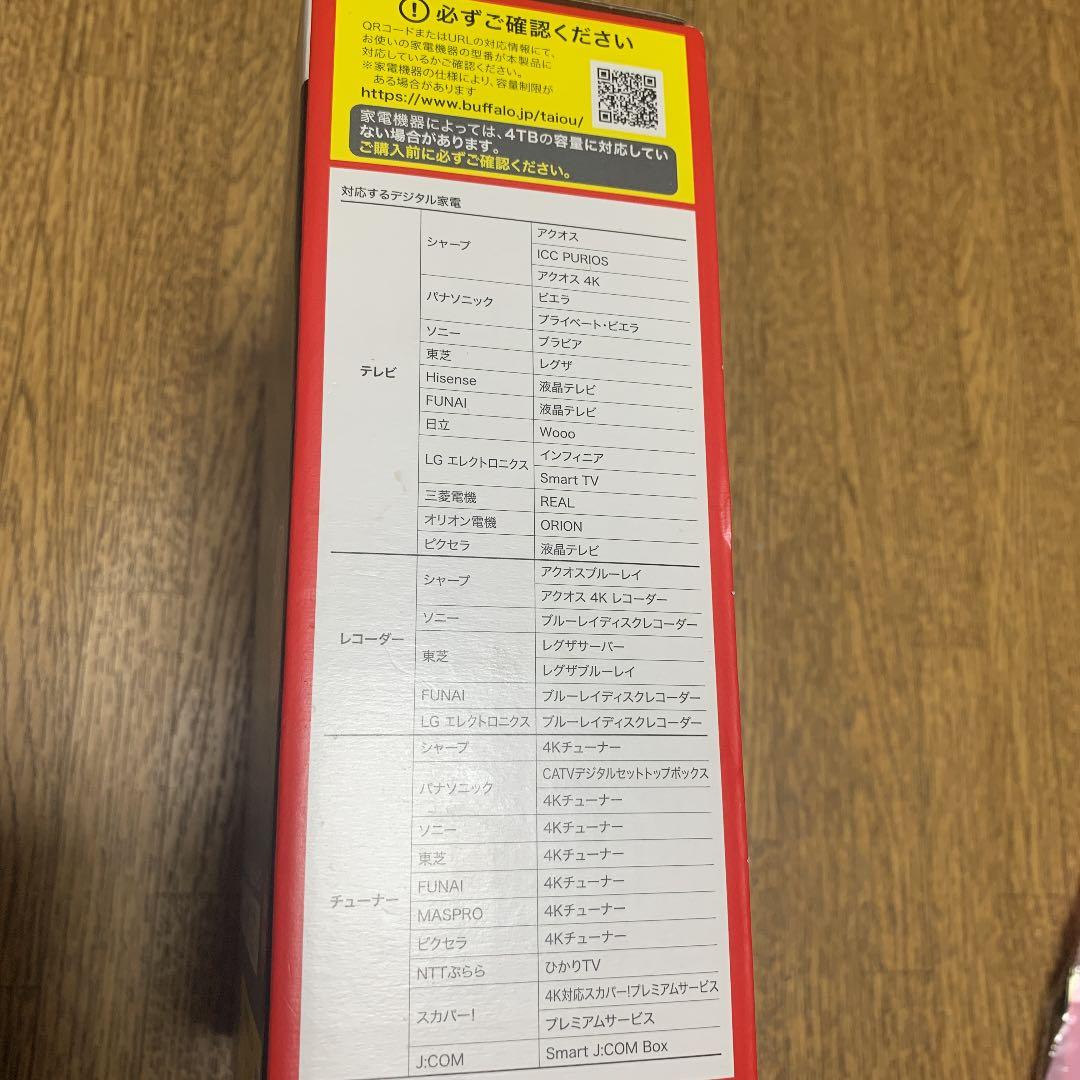 必ずご確認ください
QRコードまたはURLの対応情報にて、
お使いの家電機器の型番が本製品に
対応しているかご確認ください。
※家電機器の仕様により、容量制限が
ある場合があります
https://www.buffalo.jp/taiou/
家電機器によっては、4TBの容量に対応してい
ない場合があります。
ご購入前に必ずご確認ください。
対応するデジタル家電
テレビ
シャープ
アクオス
ICC PURIOS
アクオス 4K
パナソニック
ビエラ
プライベート・ビエラ
ソニー
ブラビア
東芝
レグザ
Hisense
液晶テレビ
FUNAI
液晶テレビ
日立
Wooo
LG エレクトロニクス
インフィニア
Smart TV
三菱電機
REAL
オリオン電機
ORION
ピクセラ
液晶テレビ
レコーダー
シャープ
アクオスブルーレイ
アクオス 4K レコーダー
ソニー
ブルーレイディスクレコーダー
東芝
レグザサーバー
レグザブルーレイ
FUNAI
ブルーレイディスクレコーダー
LG エレクトロニクス
ブルーレイディスクレコーダー
チューナー
シャープ
4Kチューナー
パナソニック
CATVデジタルセットトップボックス
4Kチューナー
ソニー
4Kチューナー
東芝
4Kチューナー
FUNAI
4Kチューナー
MASPRO
4Kチューナー
ピクセラ
4Kチューナー
NTTぷらら
ひかりTV
スカパー!
4K対応スカパー!プレミアムサービス
プレミアムサービス
J:COM
Smart J:COM Box